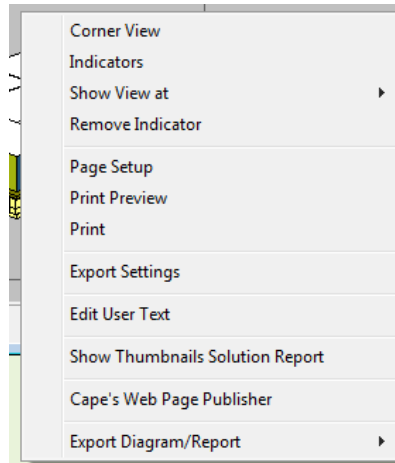 Corner View
Indicators
Show View at
Remove Indicator
Page Setup
Print Preview
Print
Export Settings
Edit User Text
Show Thumbnails Solution Report
Cape's Web Page Publisher
Export Diagram/Report